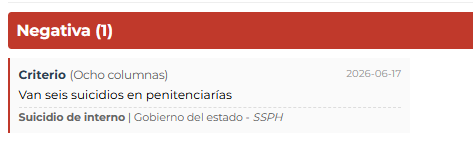 Negativa (1)
Criterio (Ocho columnas) 2026-06-17
Van seis suicidios en penitenciarías
Suicidio de interno | Gobierno del estado - SSPH